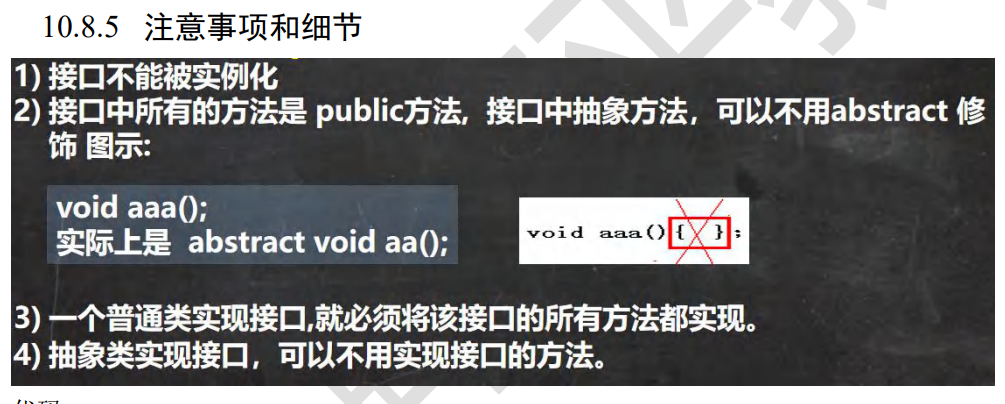 10.8.5 注意事项和细节
1) 接口不能被实例化
2) 接口中所有的方法是 public方法, 接口中抽象方法，可以不用abstract 修
饰 图示:
void aaa();
实际上是 abstract void aa();
void aaa(){ };
3) 一个普通类实现接口,就必须将该接口的所有方法都实现。
4) 抽象类实现接口，可以不用实现接口的方法。